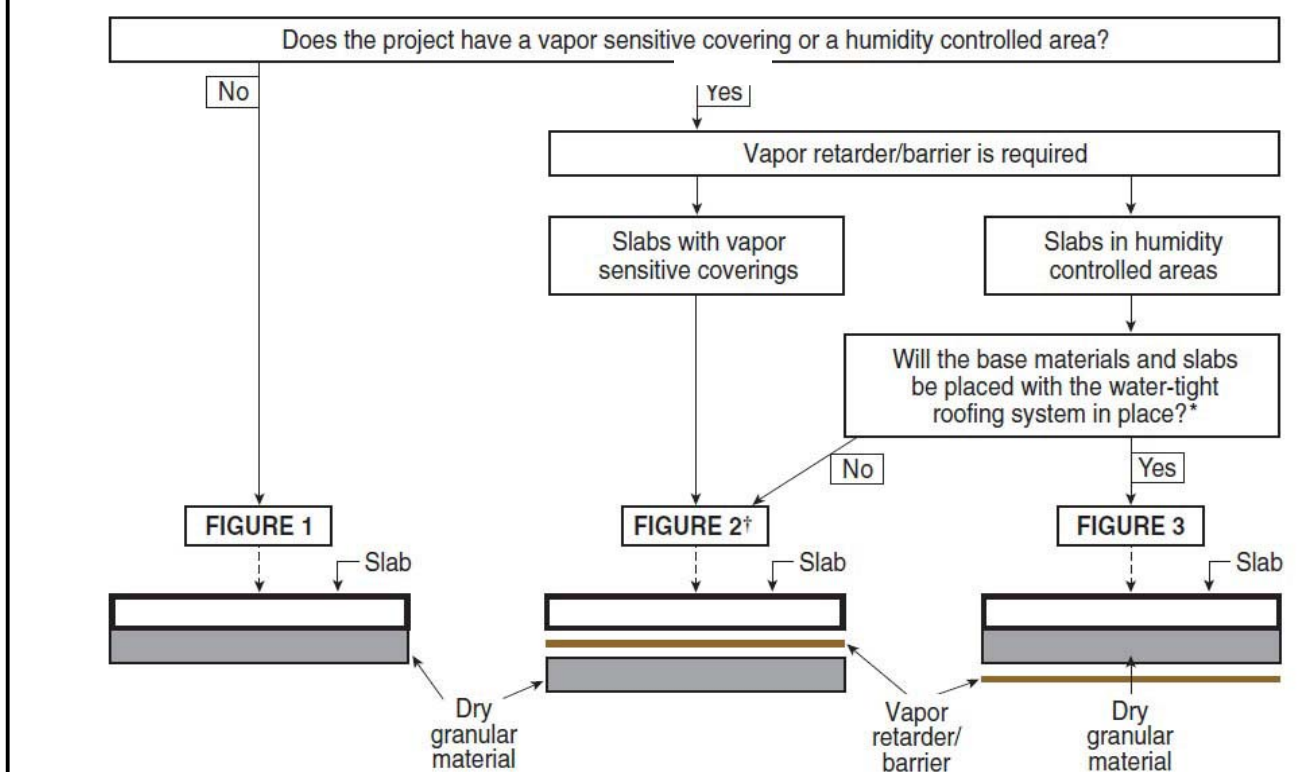 Does the project have a vapor sensitive covering or a humidity controlled area?
No
Yes
Vapor retarder/barrier is required
Slabs with vapor
sensitive coverings
Slabs in humidity
controlled areas
Will the base materials and slabs
be placed with the water-tight
roofing system in place?*
No
Yes
FIGURE 1
FIGURE 2†
FIGURE 3
Slab
Slab
Slab
Dry
granular
material
Vapor
retarder/
barrier
Dry
granular
material